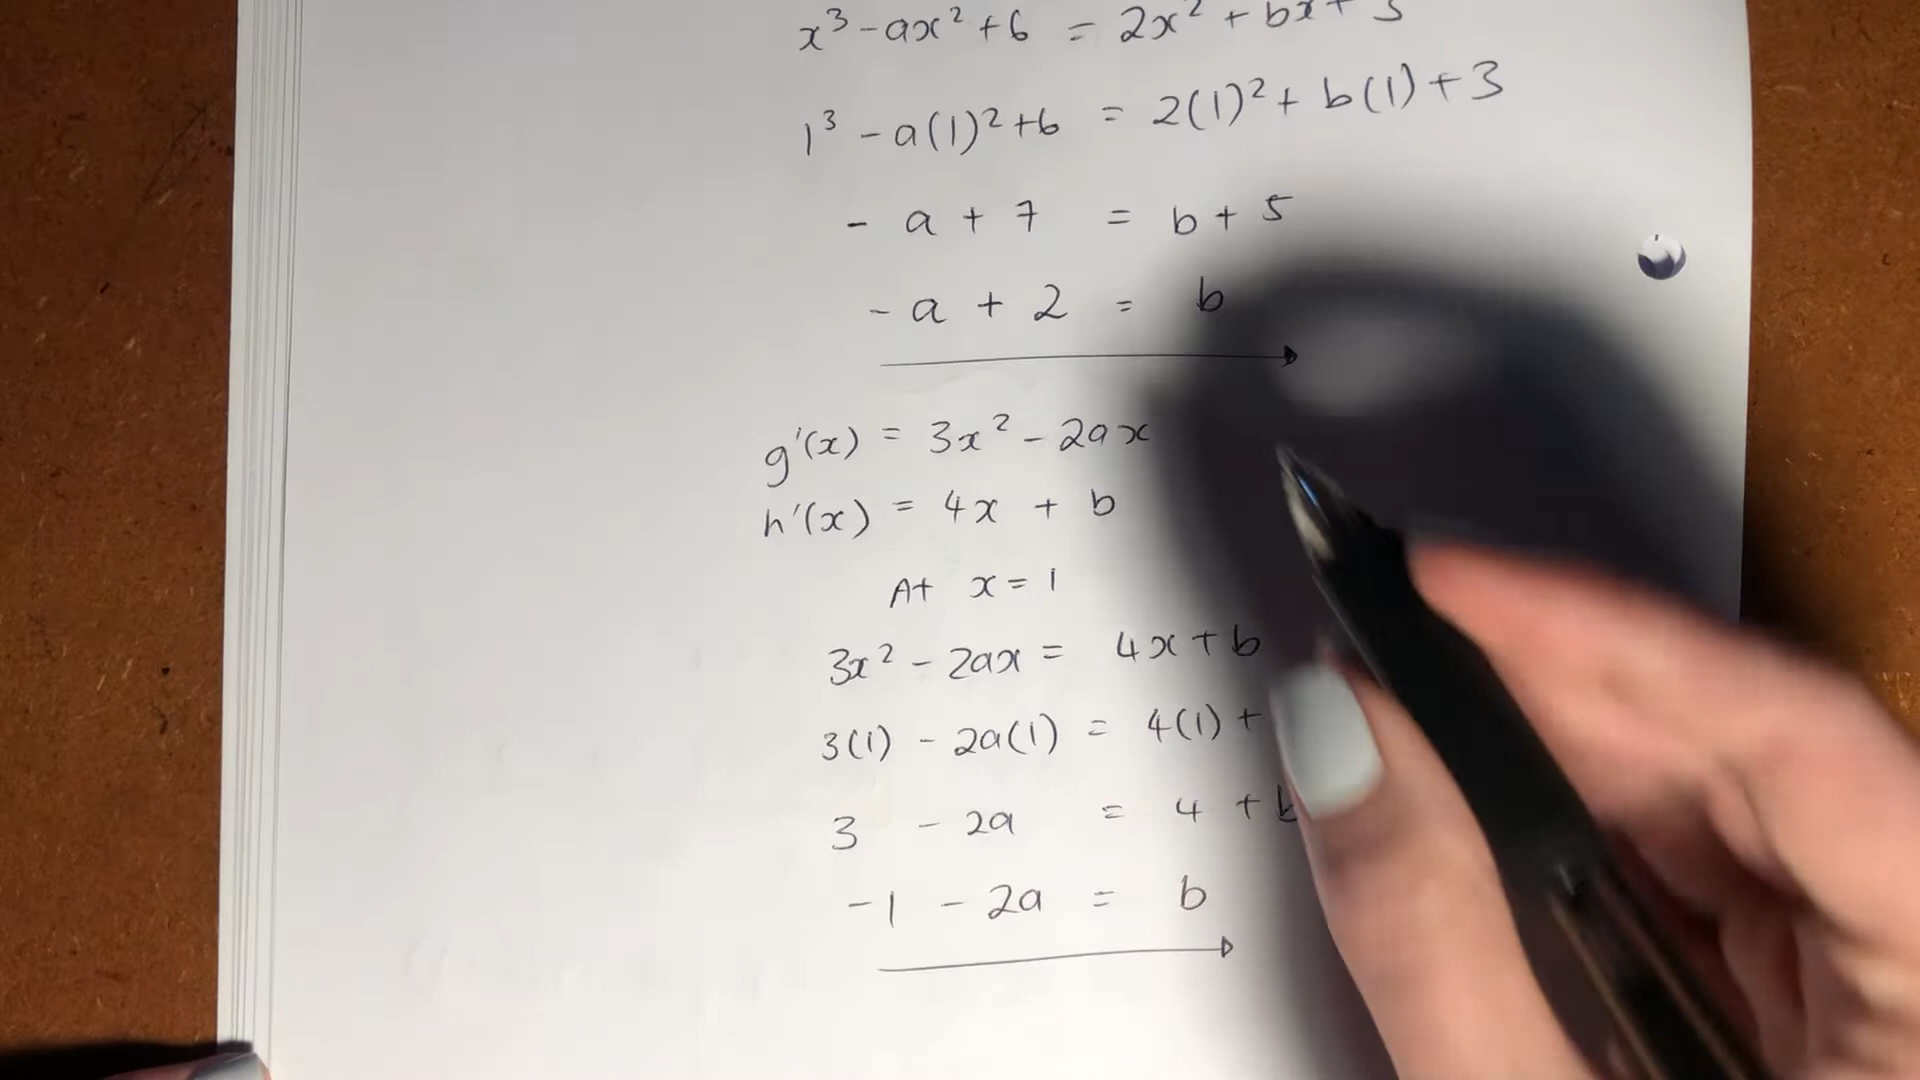 x³ - ax² + 6 = 2x² + bx + 3
1³ - a(1)² + 6 = 2(1)² + b(1) + 3
- a + 7 = b + 5
- a + 2 = b
g'(x) = 3x² - 2ax
h'(x) = 4x + b
At x = 1
3x² - 2ax = 4x + b
3(1) - 2a(1) = 4(1) +
3 - 2a = 4 + b
-1 - 2a = b